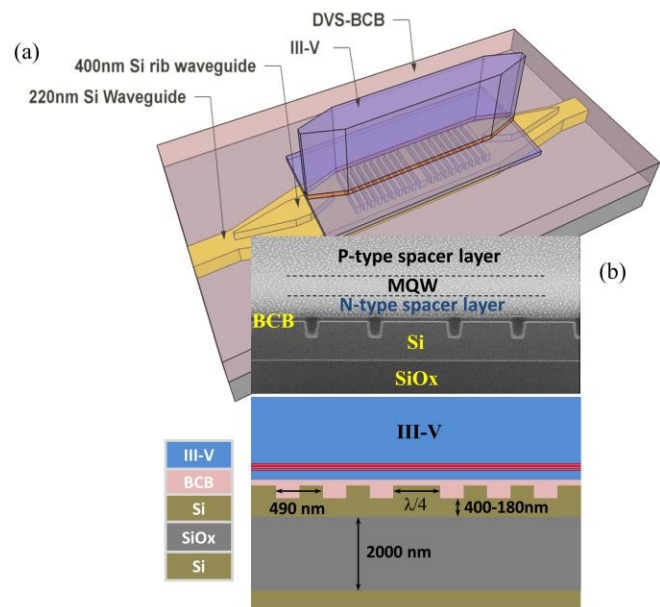 (a)
DVS-BCB
III-V
400nm Si rib waveguide
220nm Si Waveguide
(b)
P-type spacer layer
MQW
N-type spacer layer
BCB
Si
SiOx
III-V
III-V
BCB
Si
SiOx
Si
490 nm
λ/4
400-180nm
2000 nm